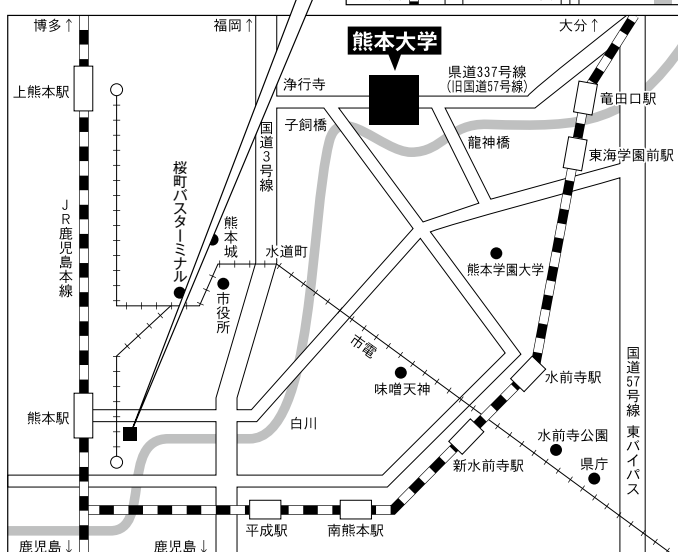 博多↑
福岡↑
大分↑
熊本大学
県道337号線
(旧国道57号線)
浄行寺
上熊本駅
竜田口駅
子飼橋
国道3号線
龍神橋
東海学園前駅
桜町バスターミナル
JR鹿児島本線
熊本城
水道町
熊本学園大学
市役所
市電
国道57号線 東バイパス
水前寺駅
味噌天神
熊本駅
白川
水前寺公園
新水前寺駅
県庁
平成駅
南熊本駅
鹿児島↓
鹿児島↓